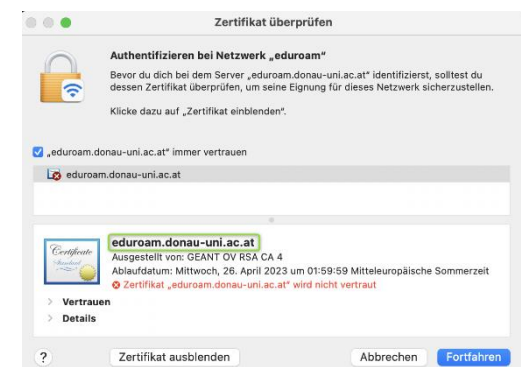 Zertifikat überprüfen
Authentifizieren bei Netzwerk „eduroam“
Bevor du dich bei dem Server „eduroam.donau-uni.ac.at“ identifizierst, solltest du
dessen Zertifikat überprüfen, um seine Eignung für dieses Netzwerk sicherzustellen.
Klicke dazu auf „Zertifikat einblenden“.
„eduroam.donau-uni.ac.at“ immer vertrauen
eduroam.donau-uni.ac.at
Certificate
Standard
eduroam.donau-uni.ac.at
Ausgestellt von: GEANT OV RSA CA 4
Ablaufdatum: Mittwoch, 26. April 2023 um 01:59:59 Mitteleuropäische Sommerzeit
Zertifikat „eduroam.donau-uni.ac.at“ wird nicht vertraut
Vertrauen
Details
? Zertifikat ausblenden Abbrechen Fortfahren